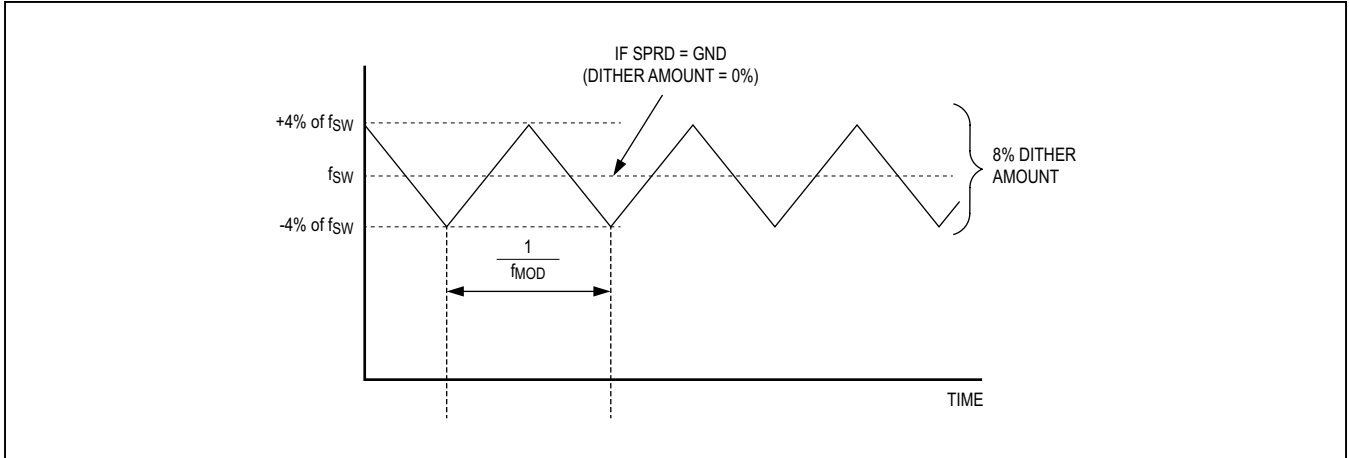 IF SPRD = GND
(DITHER AMOUNT = 0%)
+4% of fSW
fSW
-4% of fSW
8% DITHER
AMOUNT
1
fMOD
TIME